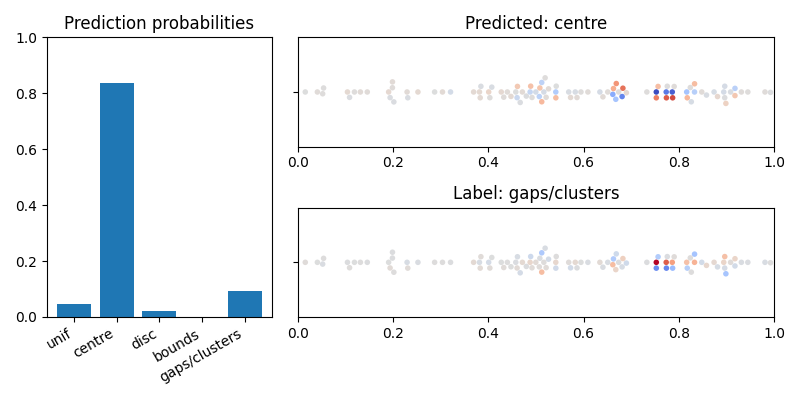 Prediction probabilities
1.0
0.8
0.6
0.4
0.2
0.0
unif
centre
disc
bounds
gaps/clusters
Predicted: centre
0.0 0.2 0.4 0.6 0.8 1.0
Label: gaps/clusters
0.0 0.2 0.4 0.6 0.8 1.0